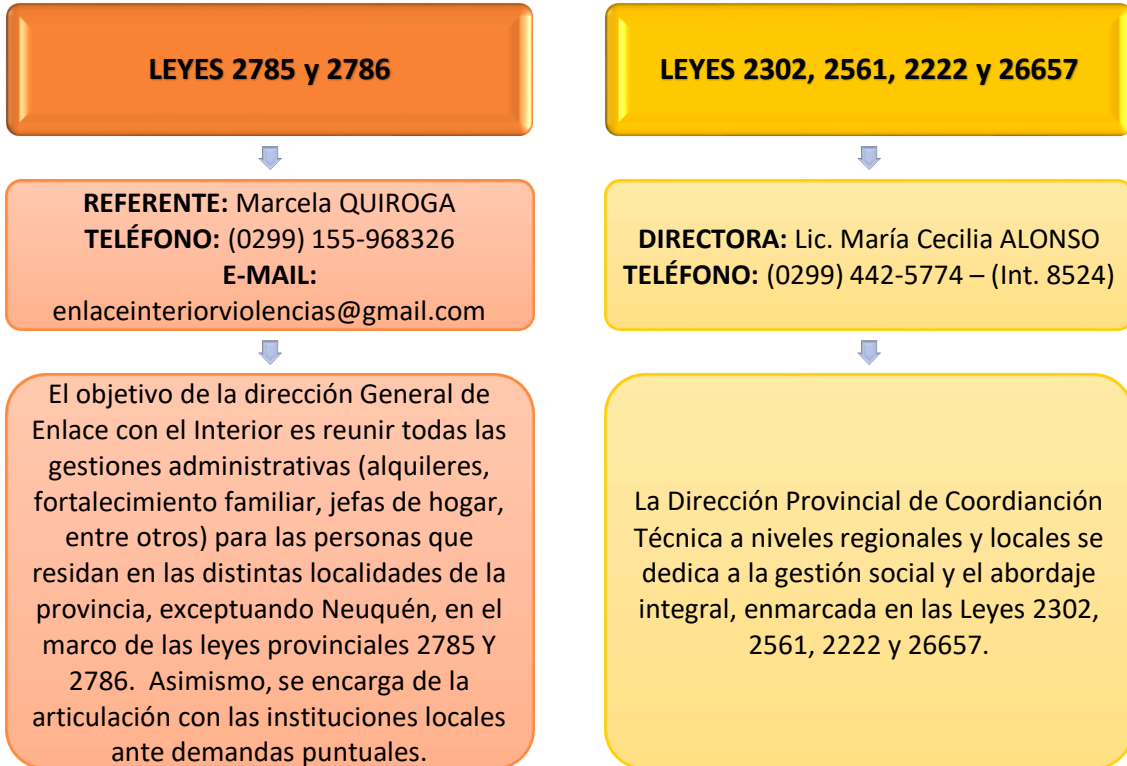 LEYES 2785 y 2786
REFERENTE: Marcela QUIROGA
TELÉFONO: (0299) 155-968326
E-MAIL:
enlaceinteriorviolencias@gmail.com
El objetivo de la dirección General de
Enlace con el Interior es reunir todas las
gestiones administrativas (alquileres,
fortalecimiento familiar, jefas de hogar,
entre otros) para las personas que
residan en las distintas localidades de la
provincia, exceptuando Neuquén, en el
marco de las leyes provinciales 2785 Y
2786. Asimismo, se encarga de la
articulación con las instituciones locales
ante demandas puntuales.
LEYES 2302, 2561, 2222 y 26657
DIRECTORA: Lic. María Cecilia ALONSO
TELÉFONO: (0299) 442-5774 – (Int. 8524)
La Dirección Provincial de Coordianción
Técnica a niveles regionales y locales se
dedica a la gestión social y el abordaje
integral, enmarcada en las Leyes 2302,
2561, 2222 y 26657.